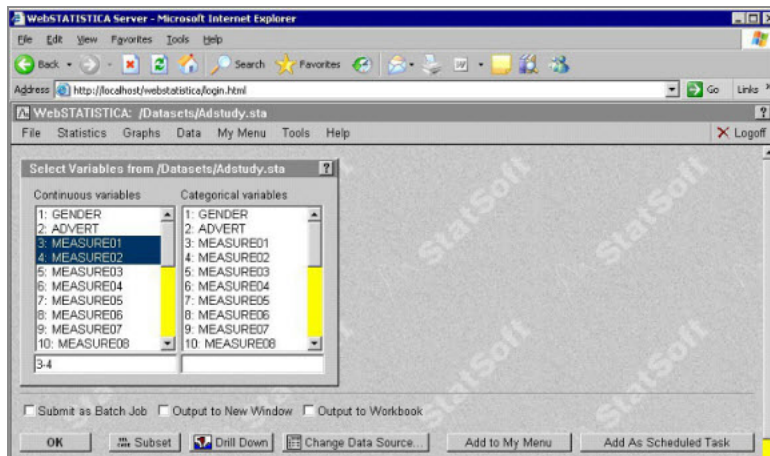 WebSTATISTICA Server - Microsoft Internet Explorer
File Edit View Favorites Tools Help
Back Search Favorites
Address http://localhost/webstatistica/login.html Go Links
WebSTATISTICA: /Datasets/Adstudy.sta
File Statistics Graphs Data My Menu Tools Help Logoff
Select Variables from /Datasets/Adstudy.sta
Continuous variables Categorical variables
1: GENDER 1: GENDER
2: ADVERT 2: ADVERT
3: MEASURE01 3: MEASURE01
4: MEASURE02 4: MEASURE02
5: MEASURE03 5: MEASURE03
6: MEASURE04 6: MEASURE04
7: MEASURE05 7: MEASURE05
8: MEASURE06 8: MEASURE06
9: MEASURE07 9: MEASURE07
10: MEASURE08 10: MEASURE08
3-4
StatSoft
StatSoft
StatSoft
StatSoft
Submit as Batch Job Output to New Window Output to Workbook
OK Subset Drill Down Change Data Source... Add to My Menu Add As Scheduled Task